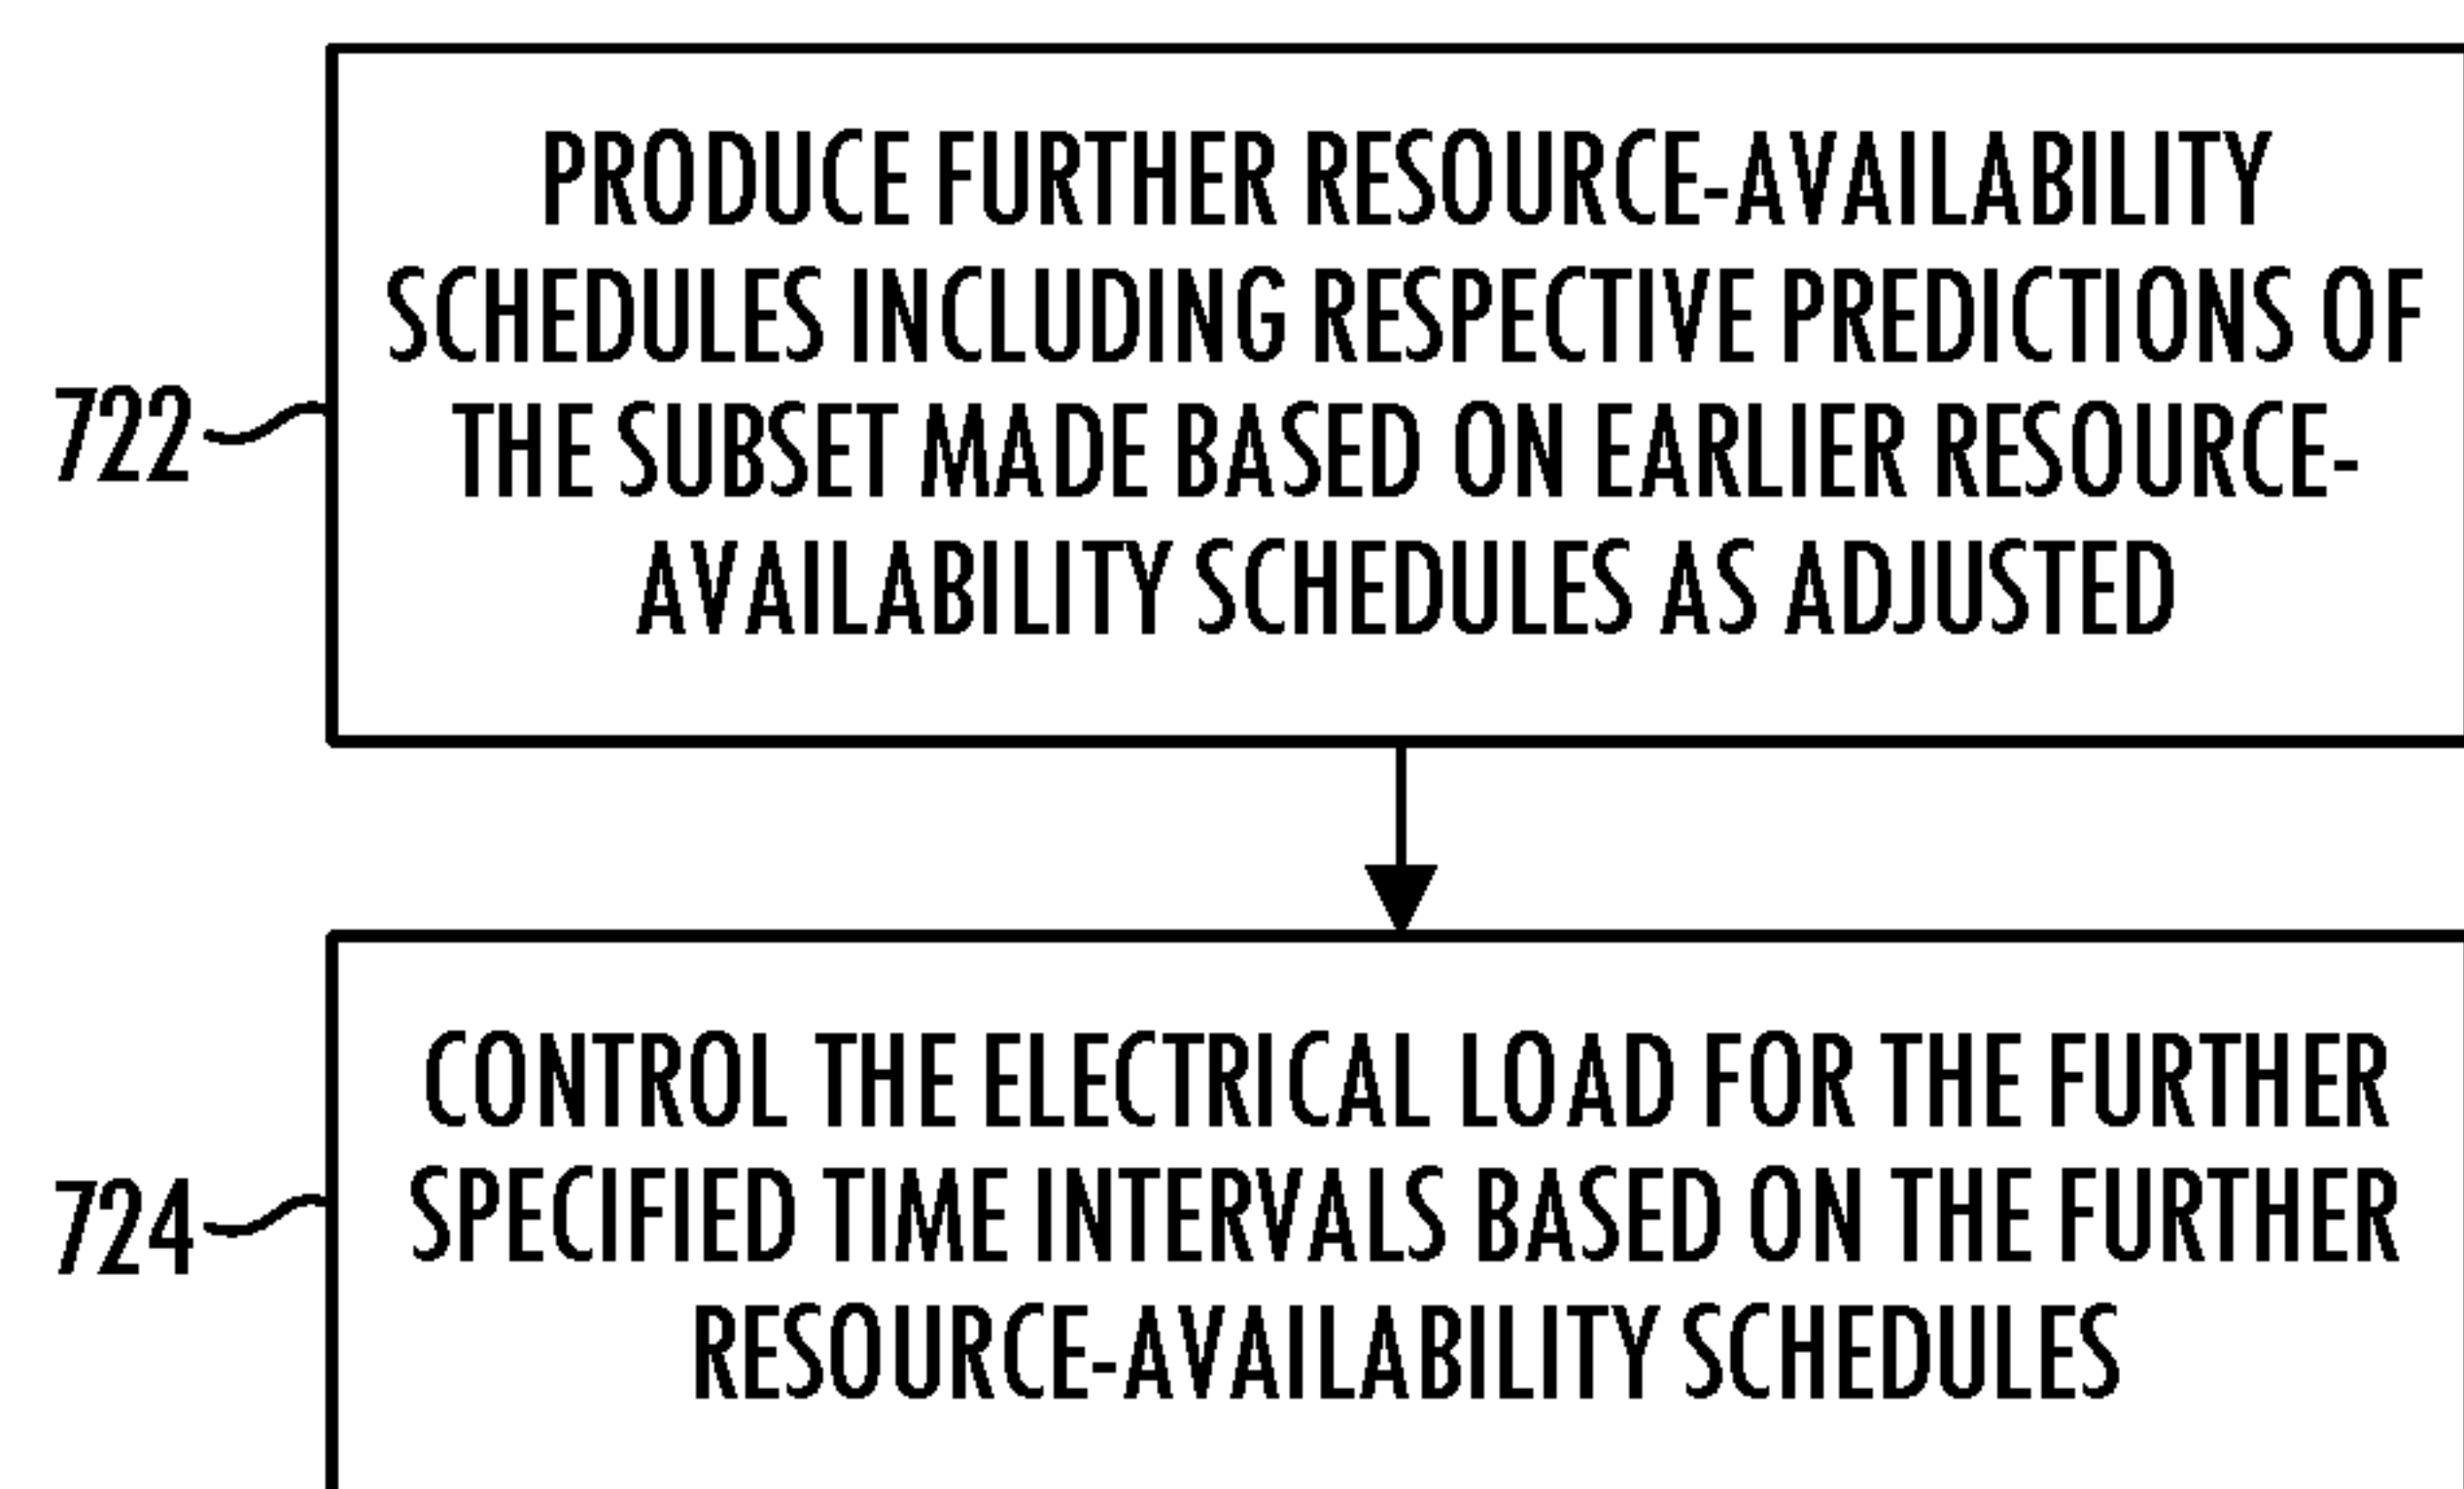 PRODUCE FURTHER RESOURCE-AVAILABILITY
SCHEDULES INCLUDING RESPECTIVE PREDICTIONS OF
THE SUBSET MADE BASED ON EARLIER RESOURCE-
AVAILABILITY SCHEDULES AS ADJUSTED
722
CONTROL THE ELECTRICAL LOAD FOR THE FURTHER
SPECIFIED TIME INTERVALS BASED ON THE FURTHER
RESOURCE-AVAILABILITY SCHEDULES
724